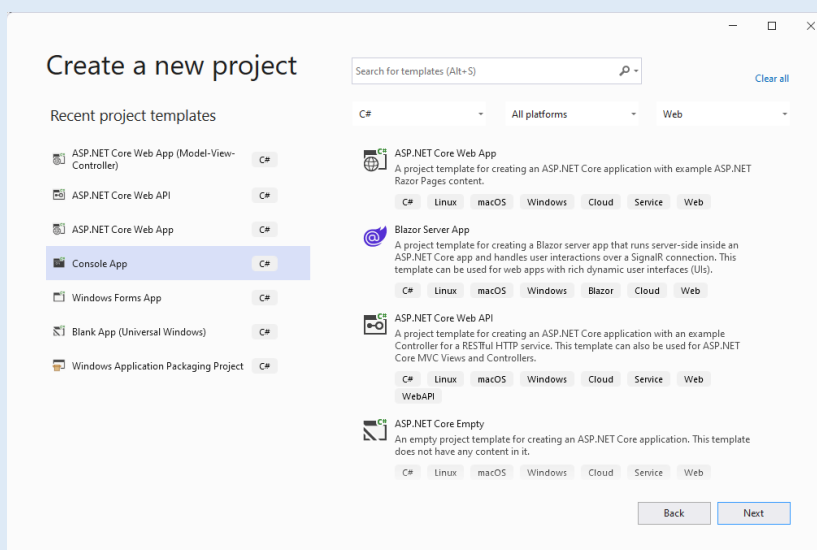 Create a new project
Search for templates (Alt+S)
Clear all
Recent project templates
C#
All platforms
Web
ASP.NET Core Web App (Model-View-
Controller)
C#
ASP.NET Core Web API
C#
ASP.NET Core Web App
C#
Console App
C#
Windows Forms App
C#
Blank App (Universal Windows)
C#
Windows Application Packaging Project
C#
ASP.NET Core Web App
A project template for creating an ASP.NET Core application with example ASP.NET
Razor Pages content.
C# Linux macOS Windows Cloud Service Web
Blazor Server App
A project template for creating a Blazor server app that runs server-side inside an
ASP.NET Core app and handles user interactions over a SignalR connection. This
template can be used for web apps with rich dynamic user interfaces (UIs).
C# Linux macOS Windows Blazor Cloud Web
ASP.NET Core Web API
A project template for creating an ASP.NET Core application with an example
Controller for a RESTful HTTP service. This template can also be used for ASP.NET
Core MVC Views and Controllers.
C# Linux macOS Windows Cloud Service Web
WebAPI
ASP.NET Core Empty
An empty project template for creating an ASP.NET Core application. This template
does not have any content in it.
C# Linux macOS Windows Cloud Service Web
Back
Next